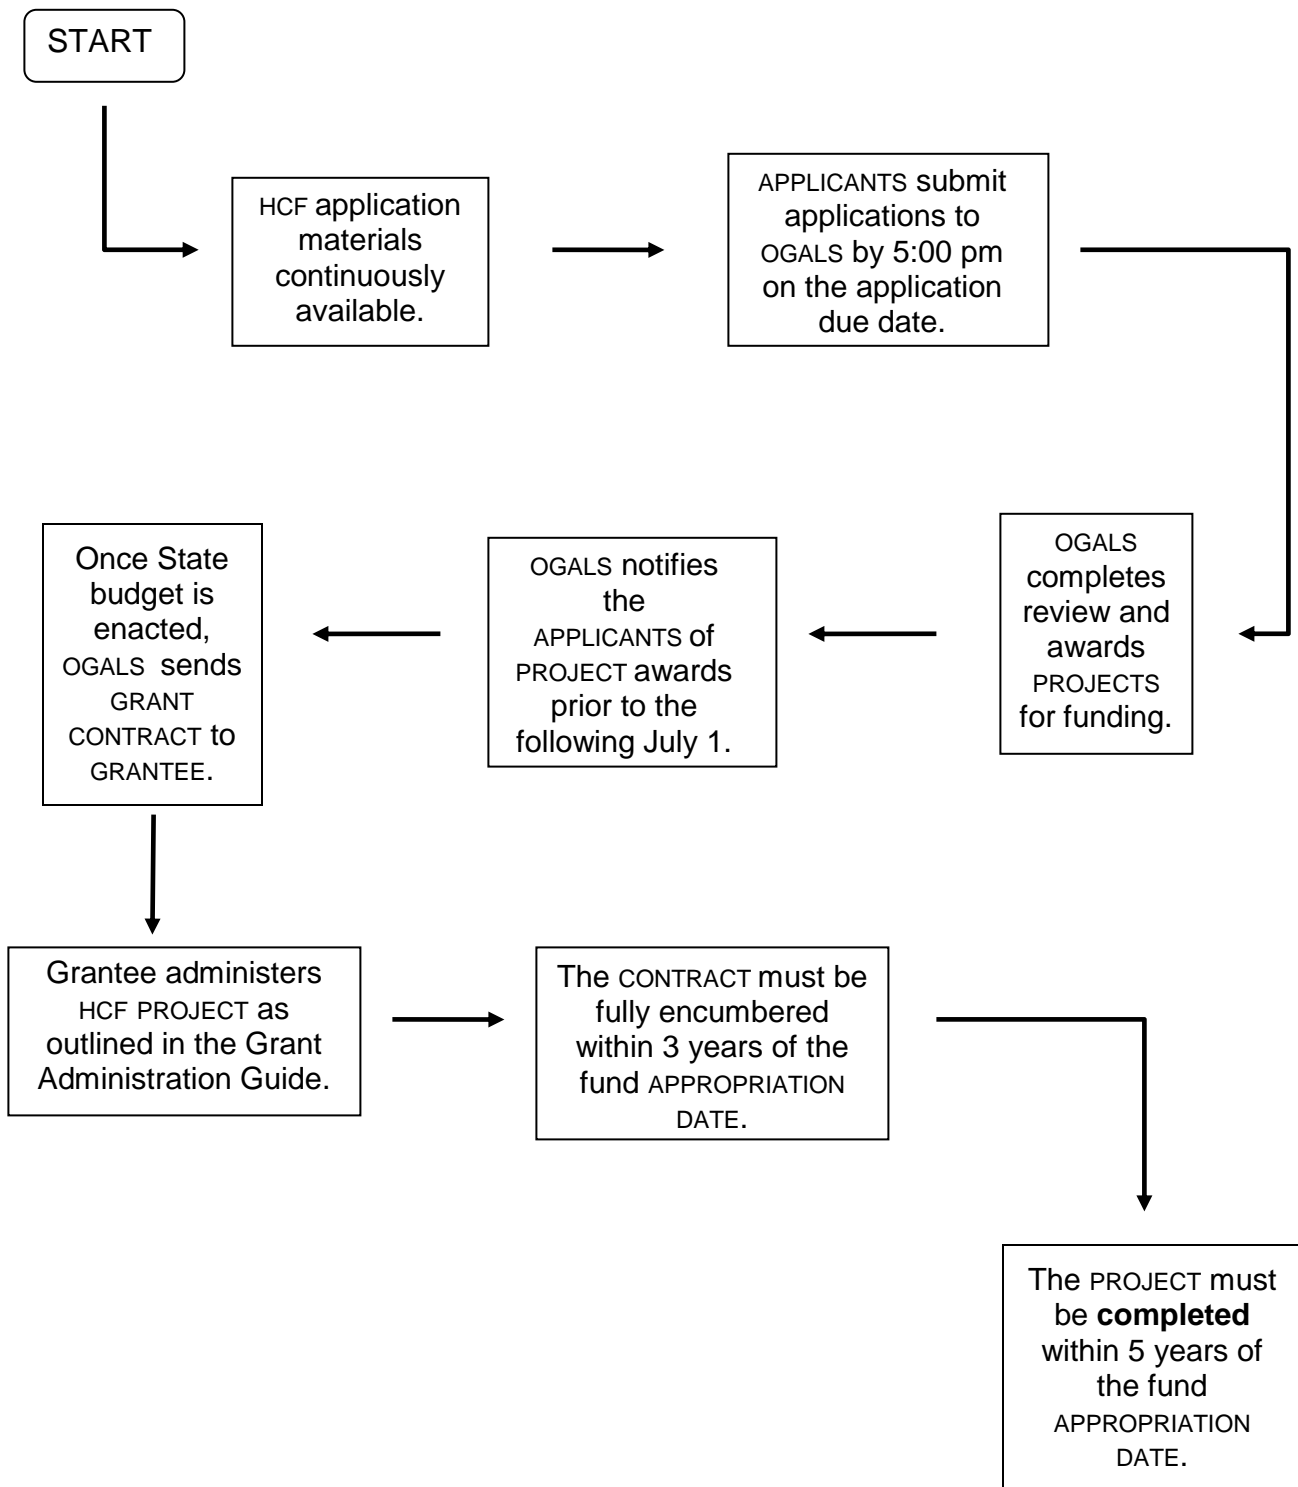 START
HCF application
materials
continuously
available.
APPLICANTS submit
applications to
OGALS by 5:00 pm
on the application
due date.
OGALS
completes
review and
awards
PROJECTS
for funding.
OGALS notifies
the
APPLICANTS of
PROJECT awards
prior to the
following July 1.
Once State
budget is
enacted,
OGALS sends
GRANT
CONTRACT to
GRANTEE.
Grantee administers
HCF PROJECT as
outlined in the Grant
Administration Guide.
The CONTRACT must be
fully encumbered
within 3 years of the
fund APPROPRIATION
DATE.
The PROJECT must
be completed
within 5 years of
the fund
APPROPRIATION
DATE.